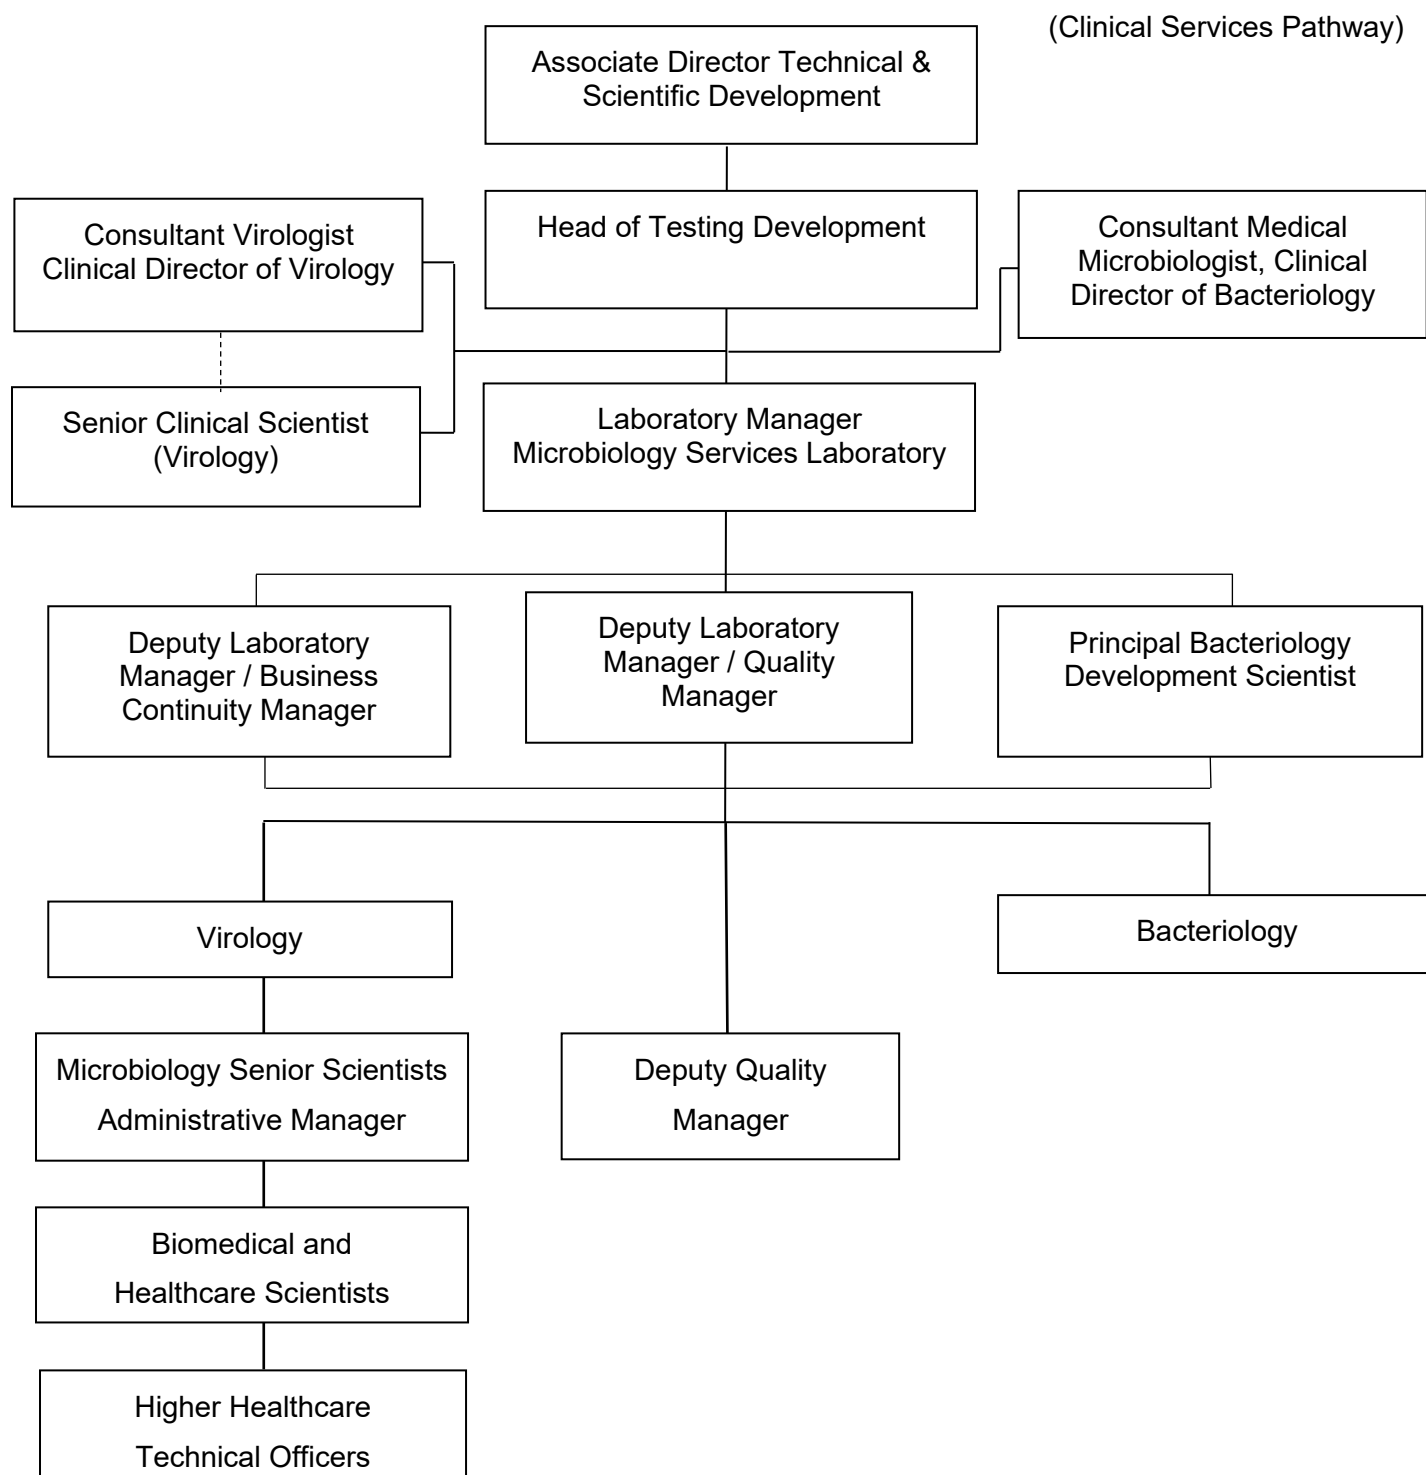 (Clinical Services Pathway)
Associate Director Technical &
Scientific Development
Head of Testing Development
Consultant Virologist
Clinical Director of Virology
Consultant Medical
Microbiologist, Clinical
Director of Bacteriology
Senior Clinical Scientist
(Virology)
Laboratory Manager
Microbiology Services Laboratory
Deputy Laboratory
Manager / Business
Continuity Manager
Deputy Laboratory
Manager / Quality
Manager
Principal Bacteriology
Development Scientist
Virology
Bacteriology
Microbiology Senior Scientists
Administrative Manager
Deputy Quality
Manager
Biomedical and
Healthcare Scientists
Higher Healthcare
Technical Officers